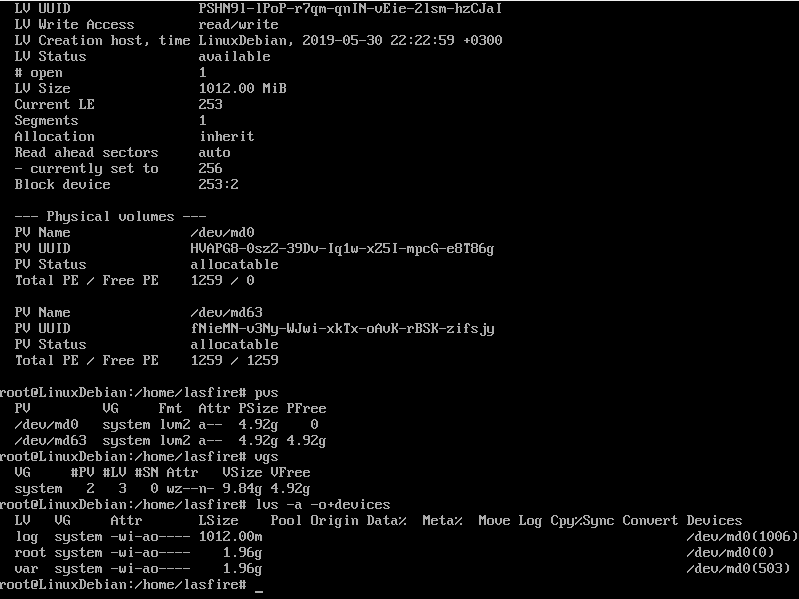 LV UUID PSHN9l-lPoP-r7qm-qnIN-vEie-2lsm-hzCJaI
LV Write Access read/write
LV Creation host, time LinuxDebian, 2019-05-30 22:22:59 +0300
LV Status available
# open 1
LV Size 1012.00 MiB
Current LE 253
Segments 1
Allocation inherit
Read ahead sectors auto
- currently set to 256
Block device 253:2
--- Physical volumes ---
PV Name /dev/md0
PV UUID HVAPG8-0szZ-39Dv-Iq1w-xZ5I-mpcG-e8T86g
PV Status allocatable
Total PE / Free PE 1259 / 0
PV Name /dev/md63
PV UUID fNieMN-v3Ny-WJwi-xkTx-oAvK-rBSK-zifsjy
PV Status allocatable
Total PE / Free PE 1259 / 1259
root@LinuxDebian:/home/lasfire# pvs
PV VG Fmt Attr PSize PFree
/dev/md0 system lvm2 a-- 4.92g 0
/dev/md63 system lvm2 a-- 4.92g 4.92g
root@LinuxDebian:/home/lasfire# vgs
VG #PV #LV #SN Attr VSize VFree
system 2 3 0 wz--n- 9.84g 4.92g
root@LinuxDebian:/home/lasfire# lvs -a -o+devices
LV VG Attr LSize Pool Origin Data% Meta% Move Log Cpy%Sync Convert Devices
log system -wi-ao---- 1012.00m /dev/md0(1006)
root system -wi-ao---- 1.96g /dev/md0(0)
var system -wi-ao---- 1.96g /dev/md0(503)
root@LinuxDebian:/home/lasfire# _